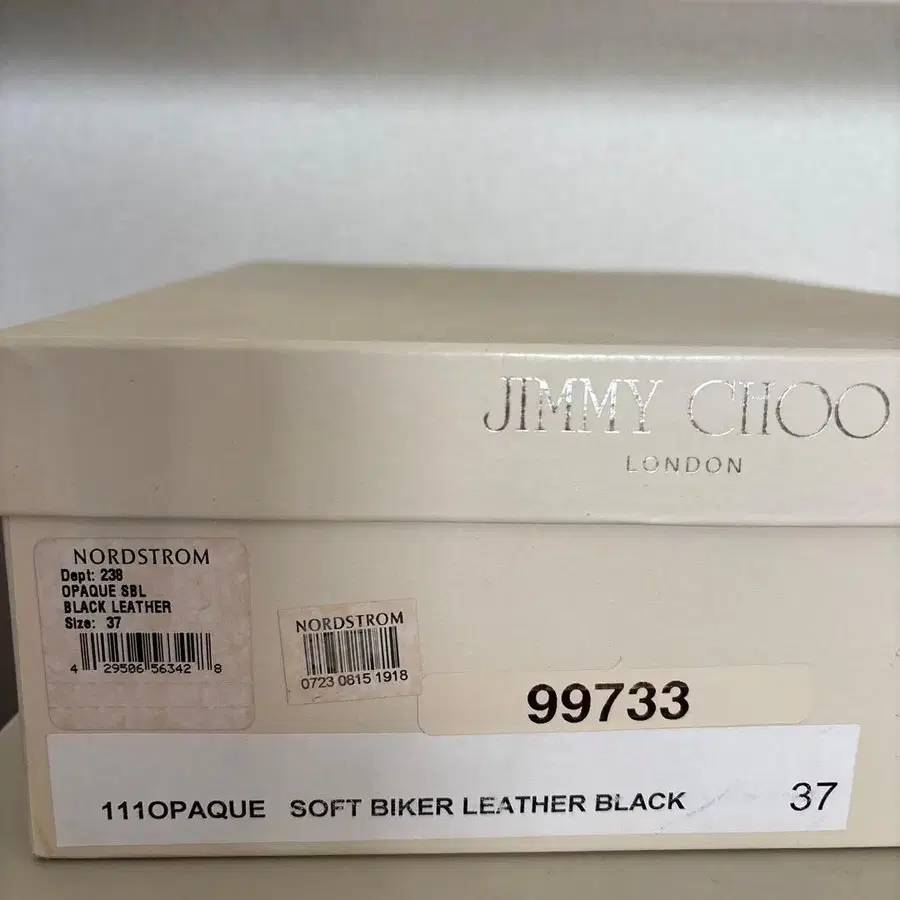 JIMMY CHOO
LONDON
NORDSTROM
Dept: 238
OPAQUE SBL
BLACK LEATHER
Size: 37
4 29506 56342 8
NORDSTROM
0723 0815 1918
99733
111OPAQUE SOFT BIKER LEATHER BLACK 37